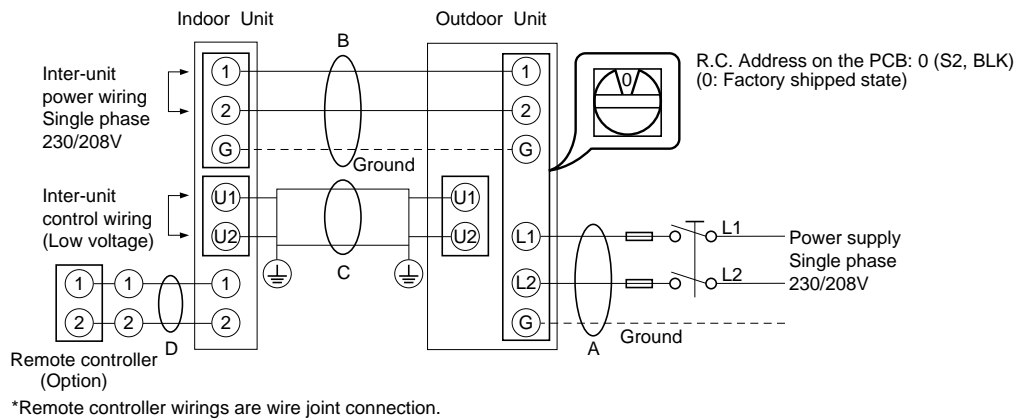 Indoor Unit
Outdoor Unit
B
R.C. Address on the PCB: 0 (S2, BLK)
(0: Factory shipped state)
0
Inter-unit
power wiring
Single phase
230/208V
1
1
2
2
G
G
Ground
Inter-unit
control wiring
(Low voltage)
U1
U1
U2
U2
C
L1
L1
L2
L2
Power supply
Single phase
230/208V
G
Ground
A
1
1
1
2
2
2
D
Remote controller
(Option)
*Remote controller wirings are wire joint connection.